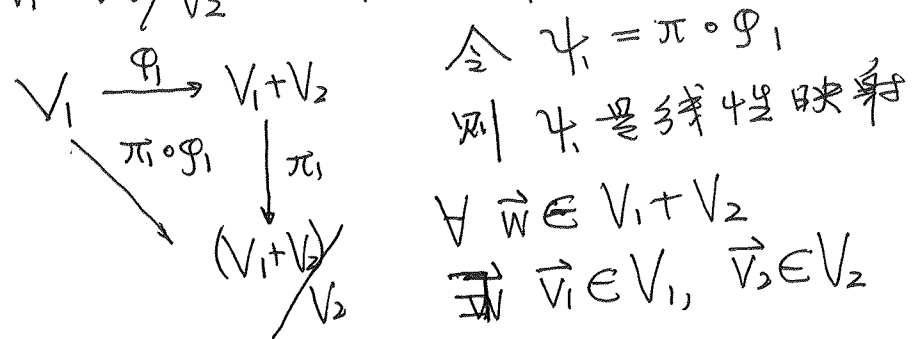 V₁ —φ₁→ V₁+V₂
π₁∘φ₁ π₁
(V₁+V₂)/V₂
令 ψ₁ = π∘φ₁
则 ψ₁ 是线性映射
∀ w⃗ ∈ V₁+V₂
∃ v⃗₁∈V₁, v⃗₂∈V₂